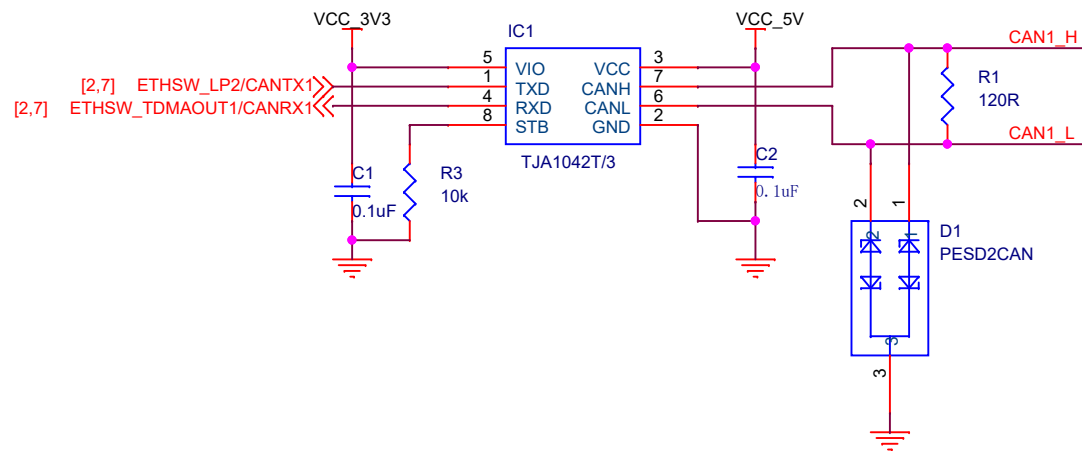 VCC_3V3
VCC_5V
IC1
CAN1_H
5
VIO
VCC
3
[2,7] ETHSW_LP2/CANTX1
1
TXD
CANH
7
[2,7] ETHSW_TDMAOUT1/CANRX1
4
RXD
CANL
6
8
STB
GND
2
R1
120R
CAN1_L
TJA1042T/3
C1
0.1uF
R3
10k
C2
0.1uF
2
1
2
1
D1
PESD2CAN
3
3